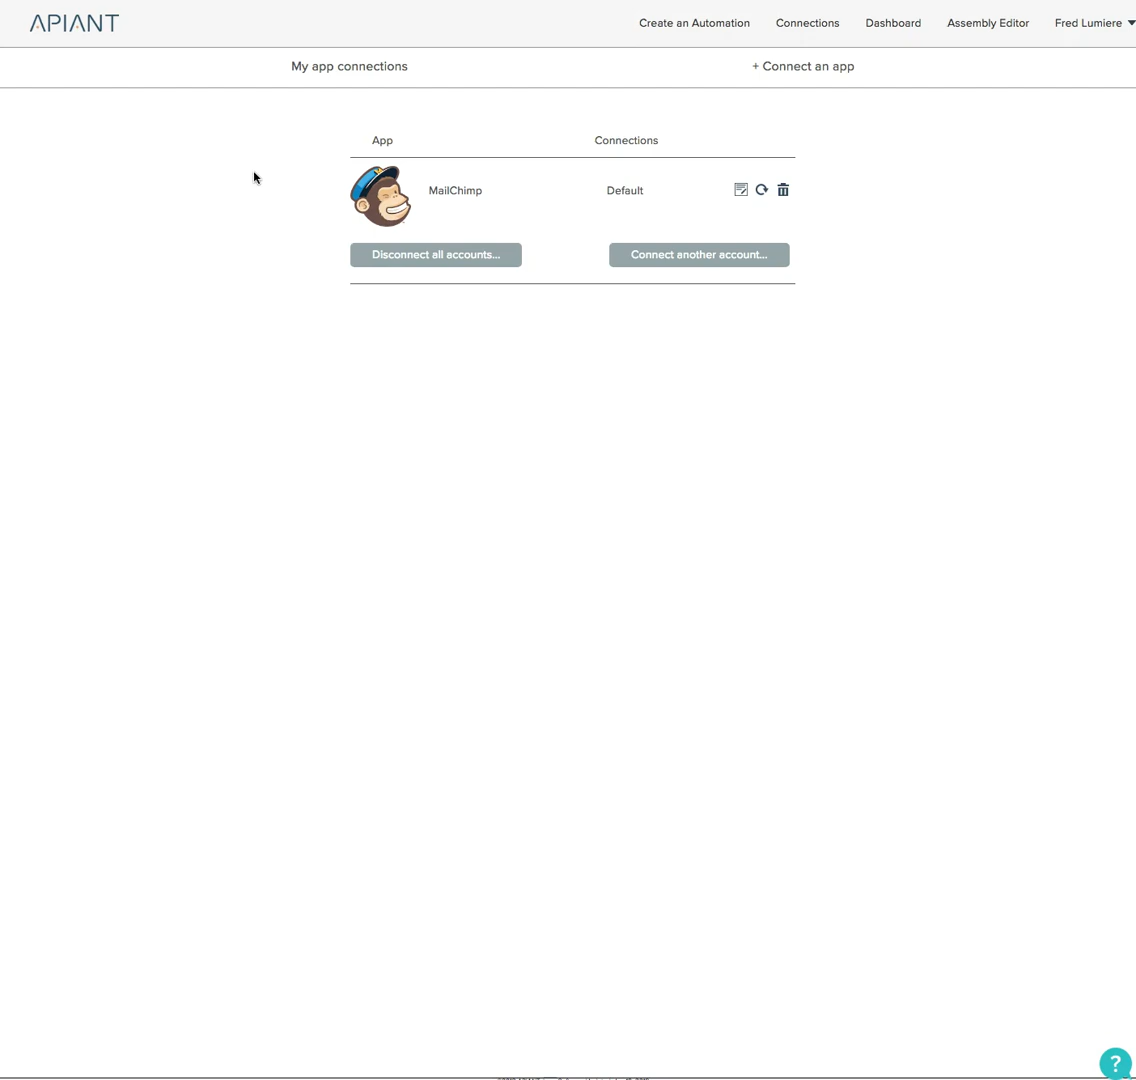 APIANT
Create an Automation
Connections
Dashboard
Assembly Editor
Fred Lumiere
My app connections
+ Connect an app
App
Connections
MailChimp
Default
Disconnect all accounts...
Connect another account...
?